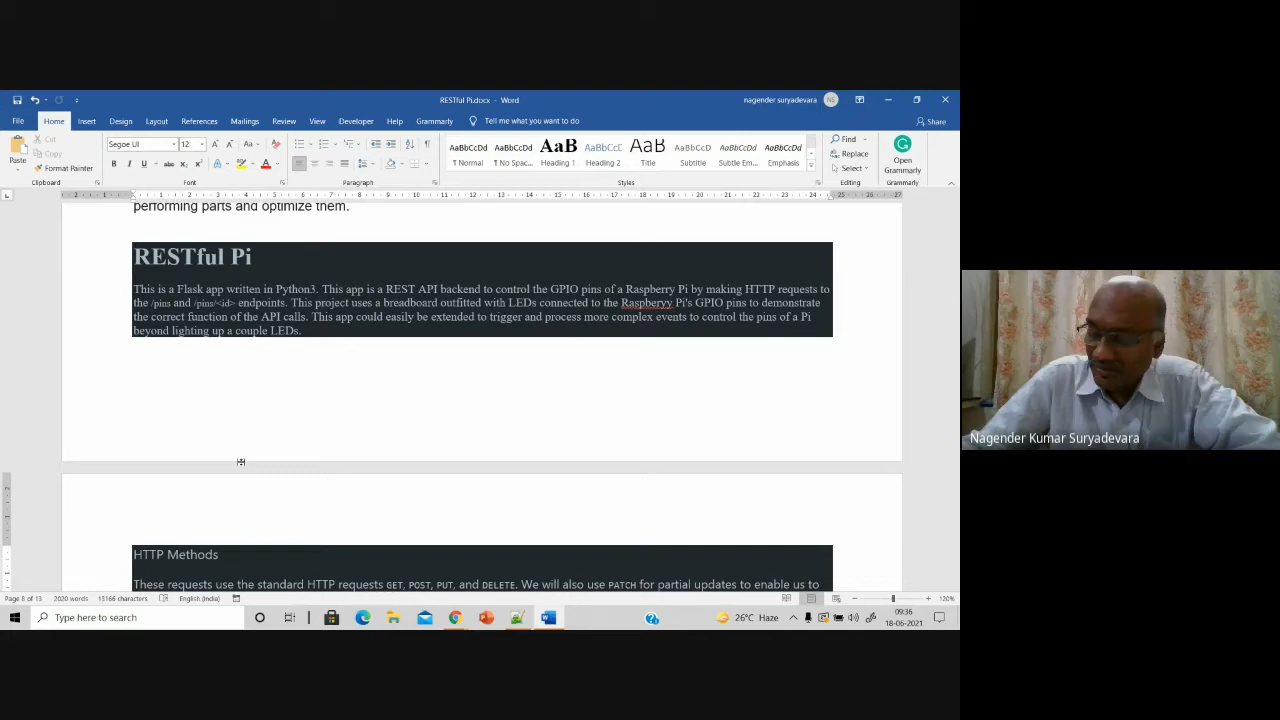 RESTful Pi.docx - Word
nagender suryadevara
NS
File Home Insert Design Layout References Mailings Review View Developer Help Grammarly Tell me what you want to do
Share
Paste
Cut
Copy
Format Painter
Clipboard
Segoe UI 12
Font
Paragraph
AaBbCcDd AaBbCcDd AaB AaBbC AaB AaBbCcD AaBbCcDd AaBbCcDd
¶ Normal ¶ No Spac... Heading 1 Heading 2 Title Subtitle Subtle Em... Emphasis
Styles
Find
Replace
Select
Editing
Open
Grammarly
Grammarly
performing parts and optimize them.
RESTful Pi
This is a Flask app written in Python3. This app is a REST API backend to control the GPIO pins of a Raspberry Pi by making HTTP requests to
the /pins and /pins/<id> endpoints. This project uses a breadboard outfitted with LEDs connected to the Raspberyy Pi's GPIO pins to demonstrate
the correct function of the API calls. This app could easily be extended to trigger and process more complex events to control the pins of a Pi
beyond lighting up a couple LEDs.
HTTP Methods
These requests use the standard HTTP requests GET, POST, PUT, and DELETE. We will also use PATCH for partial updates to enable us to
Page 8 of 13 2020 words 13166 characters English (India)
120%
Type here to search
26°C Haze
09:36
18-06-2021
Nagender Kumar Suryadevara